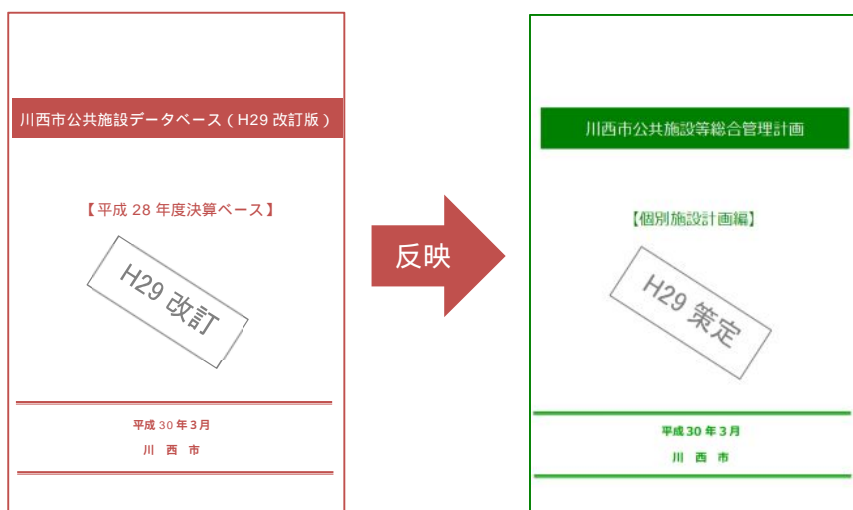 川西市公共施設データベース(H29 改訂版)
【平成 28 年度決算ベース】
H29 改訂
平成 30 年 3 月
川 西 市
反映
川西市公共施設等総合管理計画
【個別施設計画編】
H29 策定
平成 30 年 3 月
川 西 市